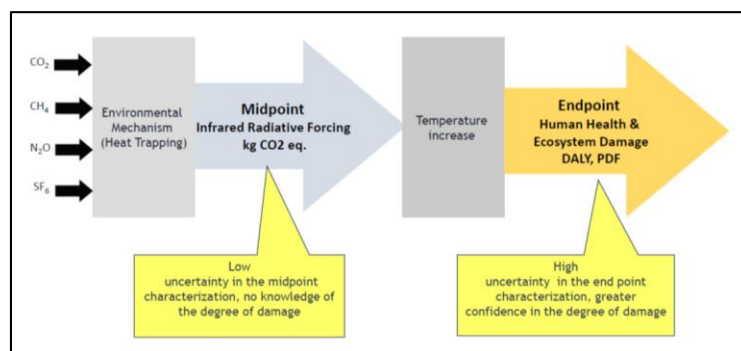 CO2
CH4
N2O
SF6
Environmental
Mechanism
(Heat Trapping)
Midpoint
Infrared Radiative Forcing
kg CO2 eq.
Temperature
increase
Endpoint
Human Health &
Ecosystem Damage
DALY, PDF
Low
uncertainty in the midpoint
characterization, no knowledge of
the degree of damage
High
uncertainty in the end point
characterization, greater
confidence in the degree of damage